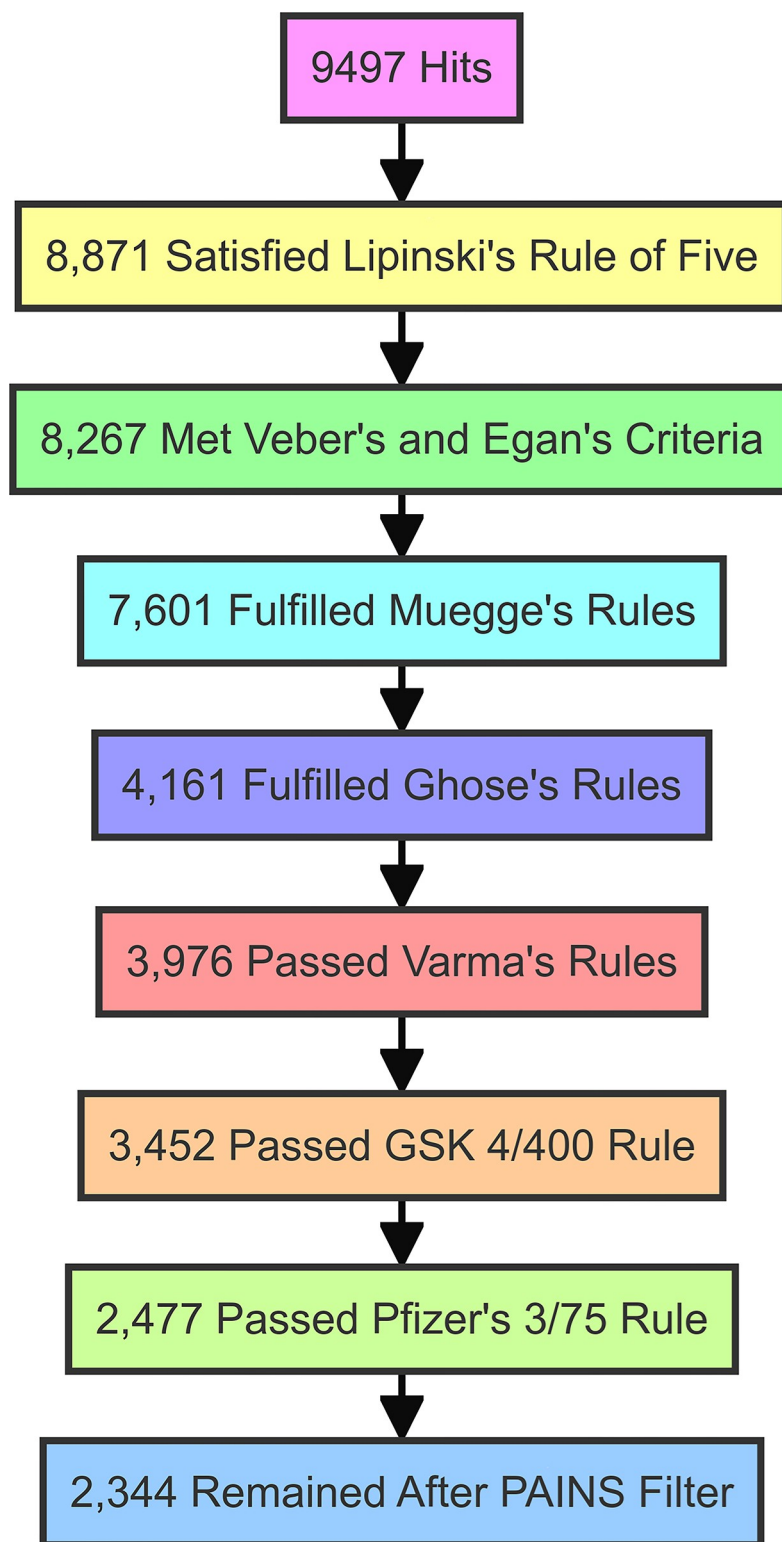 9497 Hits
8,871 Satisfied Lipinski's Rule of Five
8,267 Met Veber's and Egan's Criteria
7,601 Fulfilled Muegge's Rules
4,161 Fulfilled Ghose's Rules
3,976 Passed Varma's Rules
3,452 Passed GSK 4/400 Rule
2,477 Passed Pfizer's 3/75 Rule
2,344 Remained After PAINS Filter